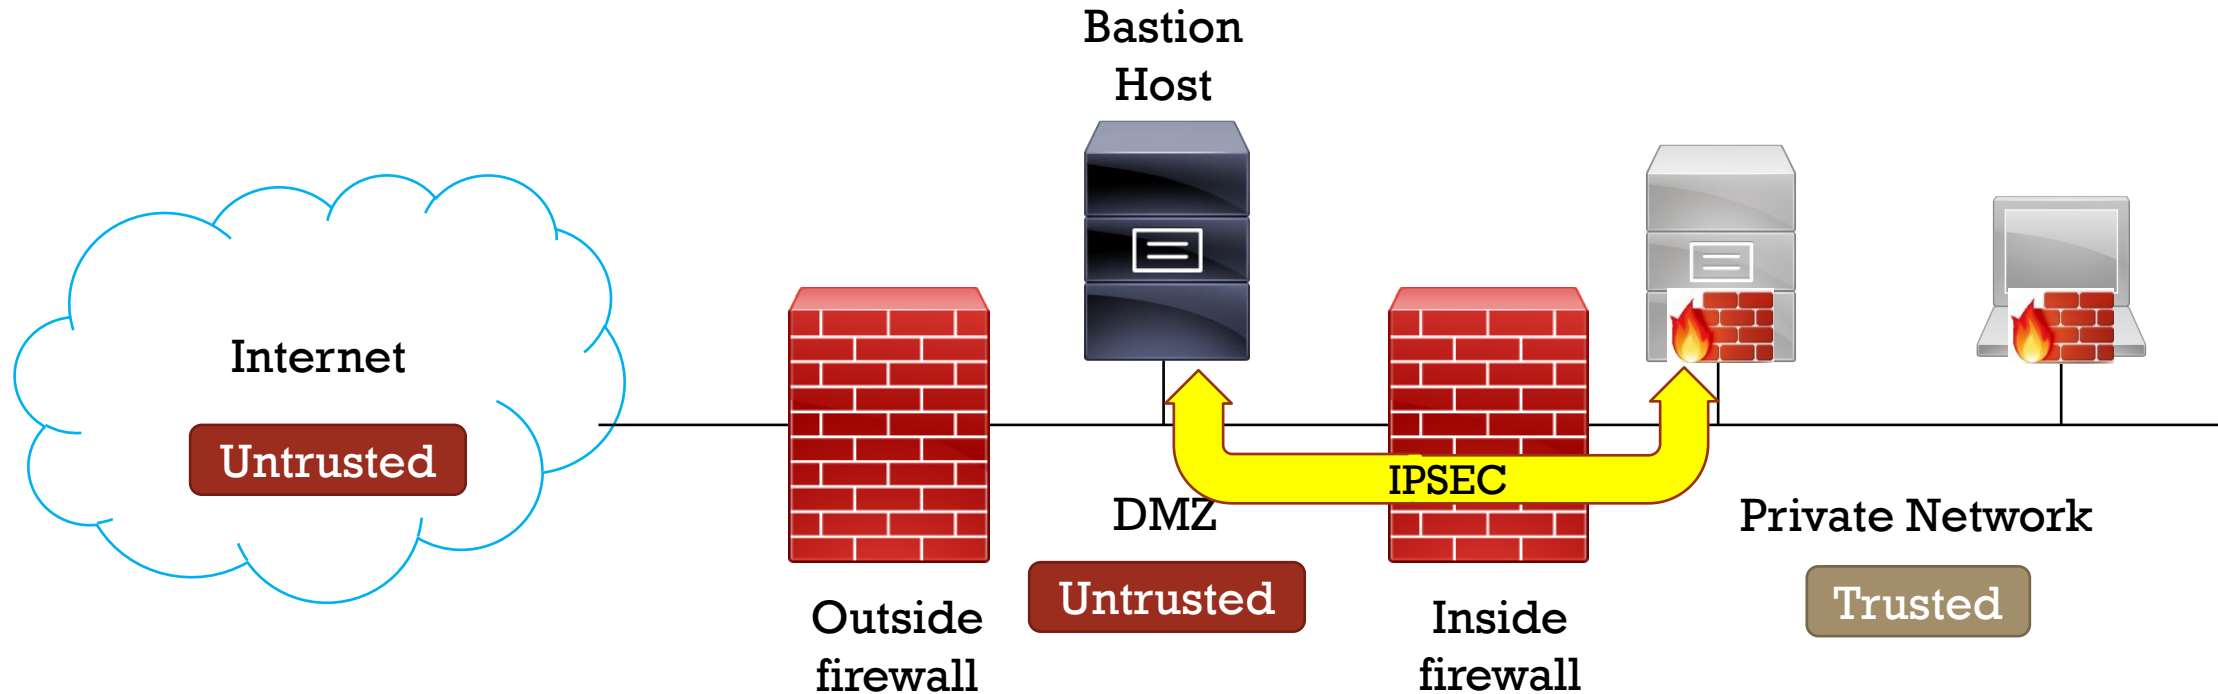 Bastion
Host
Internet
Untrusted
IPSEC
DMZ
Private Network
Untrusted
Trusted
Outside
firewall
Inside
firewall